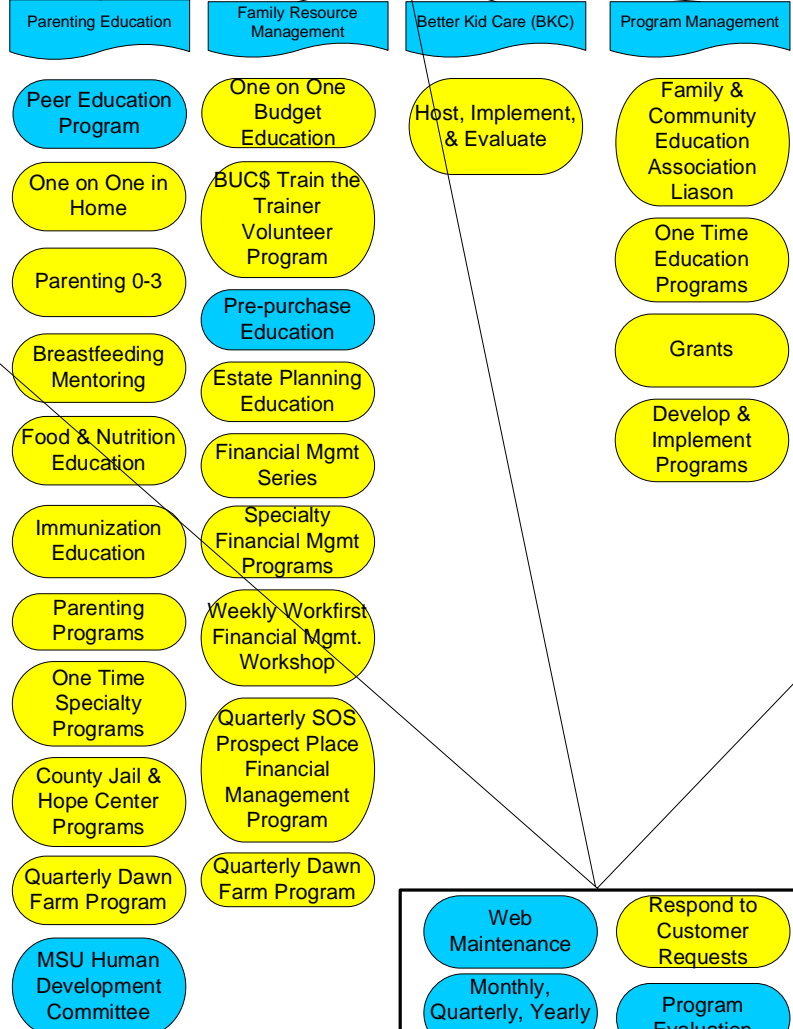 Parenting Education
Family Resource
Management
Better Kid Care (BKC)
Program Management
Peer Education
Program
One on One in
Home
Parenting 0-3
Breastfeeding
Mentoring
Food & Nutrition
Education
Immunization
Education
Parenting
Programs
One Time
Specialty
Programs
County Jail &
Hope Center
Programs
Quarterly Dawn
Farm Program
MSU Human
Development
Committee
One on One
Budget
Education
BUC$ Train the
Trainer
Volunteer
Program
Pre-purchase
Education
Estate Planning
Education
Financial Mgmt
Series
Specialty
Financial Mgmt
Programs
Weekly Workfirst
Financial Mgmt.
Workshop
Quarterly SOS
Prospect Place
Financial
Management
Program
Quarterly Dawn
Farm Program
Host, Implement,
& Evaluate
Family &
Community
Education
Association
Liason
One Time
Education
Programs
Grants
Develop &
Implement
Programs
Web
Maintenance
Monthly,
Quarterly, Yearly
Respond to
Customer
Requests
Program
Evaluation